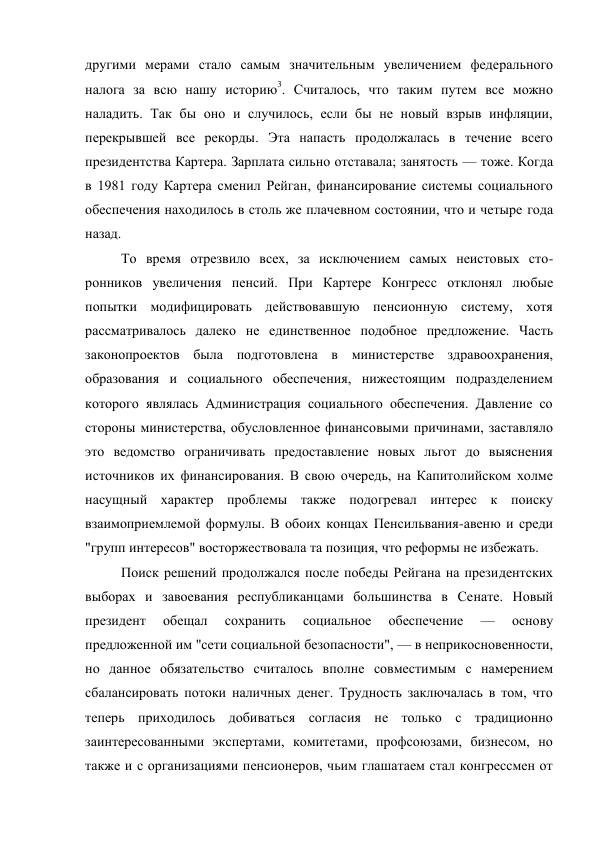 другими мерами стало самым значительным увеличением федерального
налога за всю нашу историю³. Считалось, что таким путем все можно
наладить. Так бы оно и случилось, если бы не новый взрыв инфляции,
перекрывшей все рекорды. Эта напасть продолжалась в течение всего
президентства Картера. Зарплата сильно отставала; занятость — тоже. Когда
в 1981 году Картера сменил Рейган, финансирование системы социального
обеспечения находилось в столь же плачевном состоянии, что и четыре года
назад.
То время отрезвило всех, за исключением самых неистовых сто-
ронников увеличения пенсий. При Картере Конгресс отклонял любые
попытки модифицировать действовавшую пенсионную систему, хотя
рассматривалось далеко не единственное подобное предложение. Часть
законопроектов была подготовлена в министерстве здравоохранения,
образования и социального обеспечения, нижестоящим подразделением
которого являлась Администрация социального обеспечения. Давление со
стороны министерства, обусловленное финансовыми причинами, заставляло
это ведомство ограничивать предоставление новых льгот до выяснения
источников их финансирования. В свою очередь, на Капитолийском холме
насущный характер проблемы также подогревал интерес к поиску
взаимоприемлемой формулы. В обоих концах Пенсильвания-авеню и среди
"групп интересов" восторжествовала та позиция, что реформы не избежать.
Поиск решений продолжался после победы Рейгана на президентских
выборах и завоевания республиканцами большинства в Сенате. Новый
президент обещал сохранить социальное обеспечение — основу
предложенной им "сети социальной безопасности", — в неприкосновенности,
но данное обязательство считалось вполне совместимым с намерением
сбалансировать потоки наличных денег. Трудность заключалась в том, что
теперь приходилось добиваться согласия не только с традиционно
заинтересованными экспертами, комитетами, профсоюзами, бизнесом, но
также и с организациями пенсионеров, чьим глашатаем стал конгрессмен от